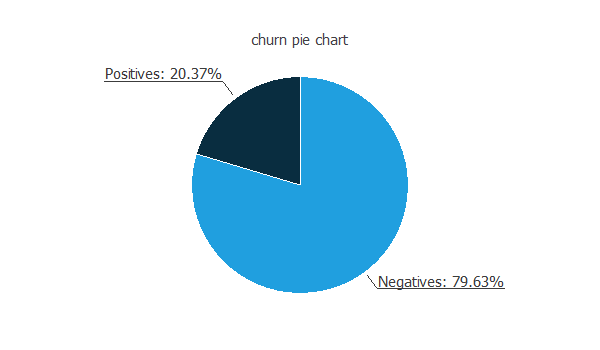 churn pie chart
Positives: 20.37%
Negatives: 79.63%